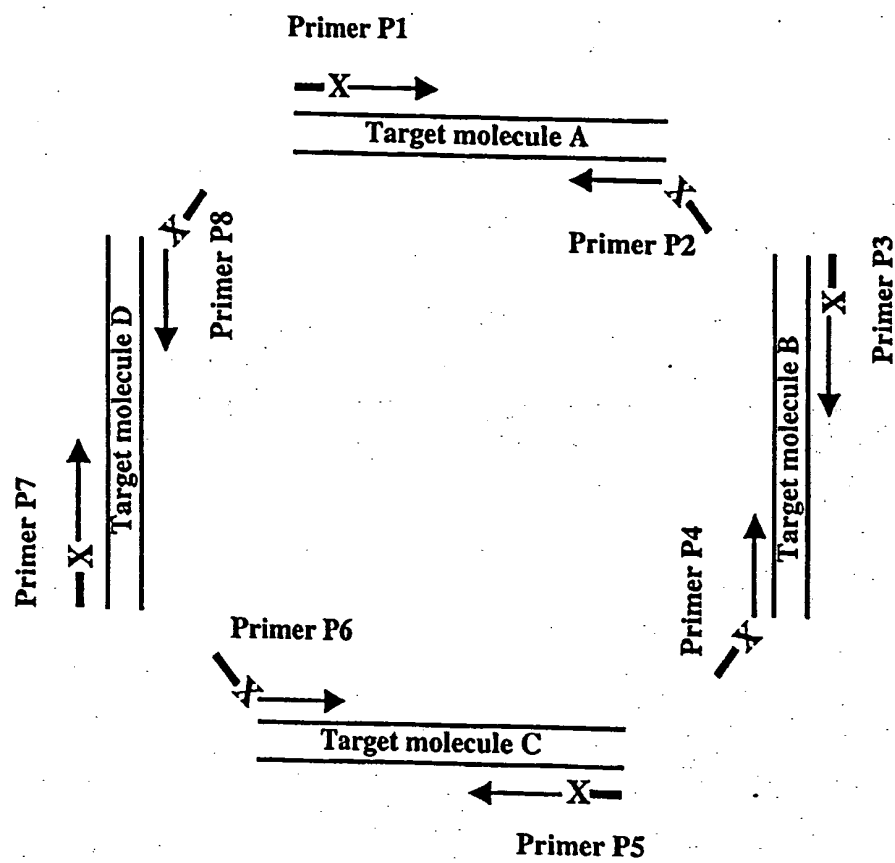 Primer P1
X
Target molecule A
X
Primer P2
X
Primer P8
Target molecule D
X
Primer P3
Target molecule B
X
Primer P7
X
Primer P4
Primer P6
X
Target molecule C
X
Primer P5